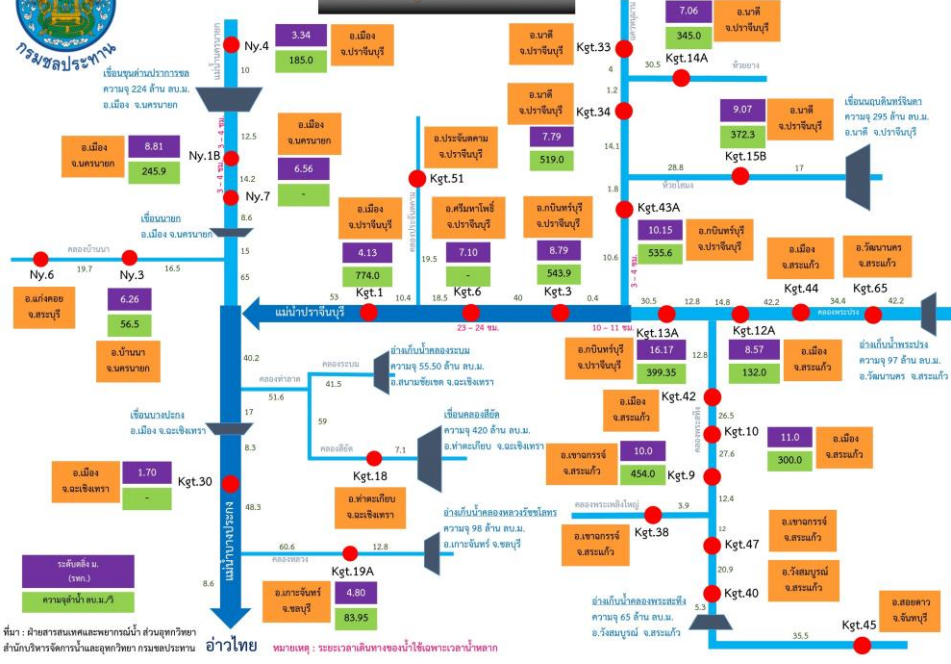 กรมชลประทาน
แม่น้ำนครนายก
10
Ny.4
3.34
185.0
อ.เมือง
จ.ปราจีนบุรี
เขื่อนขุนด่านปราการชล
ความจุ 224 ล้าน ลบ.ม.
อ.เมือง จ.นครนายก
12.5
3 – 4 ชม.
อ.เมือง
จ.นครนายก
8.81
245.9
Ny.1B
14.2
3 – 4 ชม.
Ny.7
อ.เมือง
จ.นครนายก
6.56
-
8.6
เขื่อนนายก
อ.เมือง จ.นครนายก
15
65
คลองบ้านนา
Ny.6
19.7
Ny.3
16.5
อ.แก่งคอย
จ.สระบุรี
6.26
56.5
อ.บ้านนา
จ.นครนายก
อ.นาดี
จ.ปราจีนบุรี
Kgt.33
แควหนุมาน
4
1.2
7.06
345.0
อ.นาดี
จ.ปราจีนบุรี
30.5
Kgt.14A
ห้วยยาง
อ.นาดี
จ.ปราจีนบุรี
7.79
519.0
Kgt.34
14.1
9.07
372.3
อ.นาดี
จ.ปราจีนบุรี
Kgt.15B
28.8
17
ห้วยโสมง
เขื่อนนฤบดินทรจินดา
ความจุ 295 ล้าน ลบ.ม.
อ.นาดี จ.ปราจีนบุรี
1.8
Kgt.43A
10.15
535.6
อ.กบินทร์บุรี
จ.ปราจีนบุรี
10.6
3 – 4 ชม.
อ.ประจันตคาม
จ.ปราจีนบุรี
Kgt.51
คลองประจันตคาม
19.5
อ.เมือง
จ.ปราจีนบุรี
4.13
774.0
Kgt.1
อ.ศรีมหาโพธิ์
จ.ปราจีนบุรี
7.10
-
Kgt.6
อ.กบินทร์บุรี
จ.ปราจีนบุรี
8.79
543.9
Kgt.3
53
10.4
18.5
40
0.4
แม่น้ำปราจีนบุรี
23 – 24 ชม.
10 – 11 ชม.
30.5
12.8
14.8
42.2
34.4
42.2
Kgt.13A
Kgt.12A
อ.เมือง
จ.สระแก้ว
Kgt.44
อ.วัฒนานคร
จ.สระแก้ว
Kgt.65
คลองพระปรง
อ.กบินทร์บุรี
จ.ปราจีนบุรี
16.17
399.35
8.57
132.0
อ.เมือง
จ.สระแก้ว
อ่างเก็บน้ำพระปรง
ความจุ 97 ล้าน ลบ.ม.
อ.วัฒนานคร จ.สระแก้ว
12.8
อ.เมือง
จ.สระแก้ว
Kgt.42
26.5
Kgt.10
11.0
300.0
อ.เมือง
จ.สระแก้ว
คลองพระสทึง
27.6
อ.เขาฉกรรจ์
จ.สระแก้ว
10.0
454.0
Kgt.9
12.4
คลองพระเพลิงใหญ่
Kgt.38
3.9
อ.เขาฉกรรจ์
จ.สระแก้ว
12
Kgt.47
อ.เขาฉกรรจ์
จ.สระแก้ว
20.9
Kgt.40
อ.วังสมบูรณ์
จ.สระแก้ว
5.3
อ่างเก็บน้ำคลองพระสทึง
ความจุ 65 ล้าน ลบ.ม.
อ.วังสมบูรณ์ จ.สระแก้ว
35.5
Kgt.45
อ.สอยดาว
จ.จันทบุรี
40.2
คลองท่าลาด
51.6
คลองระบม
41.5
อ่างเก็บน้ำคลองระบม
ความจุ 55.50 ล้าน ลบ.ม.
อ.สนามชัยเขต จ.ฉะเชิงเทรา
59
คลองสียัด
7.1
Kgt.18
เขื่อนคลองสียัด
ความจุ 420 ล้าน ลบ.ม.
อ.ท่าตะเกียบ จ.ฉะเชิงเทรา
อ.ท่าตะเกียบ
จ.ฉะเชิงเทรา
17
เขื่อนบางปะกง
อ.เมือง จ.ฉะเชิงเทรา
8.3
อ.เมือง
จ.ฉะเชิงเทรา
1.70
-
Kgt.30
48.3
แม่น้ำบางปะกง
8.6
60.6
คลองหลวง
12.8
Kgt.19A
อ่างเก็บน้ำคลองหลวงรัชชโลทร
ความจุ 98 ล้าน ลบ.ม.
อ.เกาะจันทร์ จ.ชลบุรี
อ.เกาะจันทร์
จ.ชลบุรี
4.80
83.95
ระดับตลิ่ง ม.
(รทก.)
ความจุลำน้ำ ลบ.ม./วิ
ที่มา : ฝ่ายสารสนเทศและพยากรณ์น้ำ ส่วนอุทกวิทยา
สำนักบริหารจัดการน้ำและอุทกวิทยา กรมชลประทาน
อ่าวไทย
หมายเหตุ : ระยะเวลาเดินทางของน้ำใช้เฉพาะเวลาน้ำหลาก